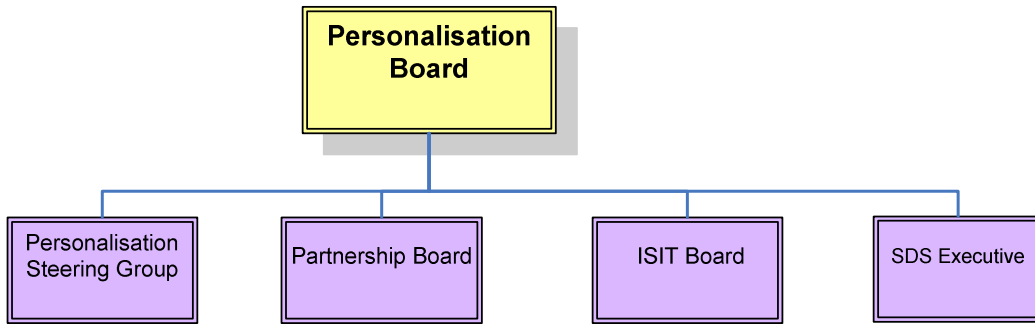 Personalisation
Board
Personalisation
Steering Group
Partnership Board
ISIT Board
SDS Executive